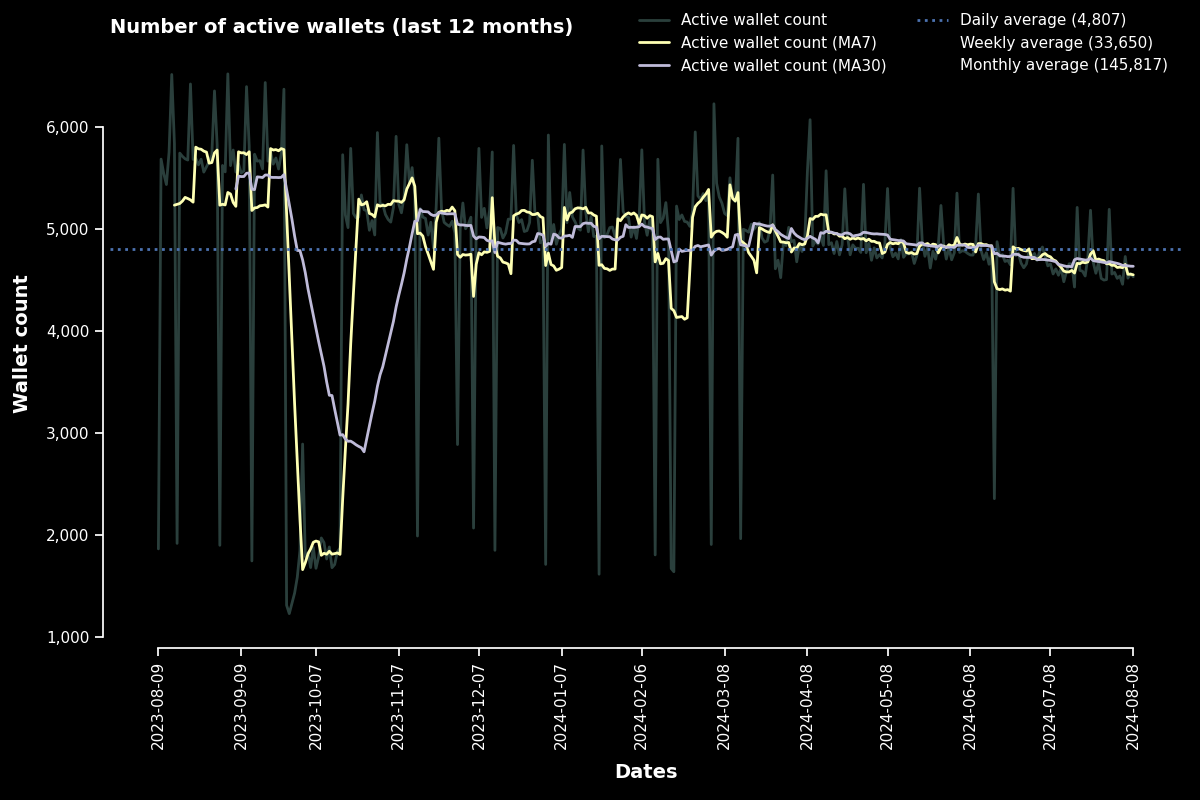 Number of active wallets (last 12 months)
Active wallet count
Active wallet count (MA7)
Active wallet count (MA30)
Daily average (4,807)
Weekly average (33,650)
Monthly average (145,817)
Wallet count
6,000
5,000
4,000
3,000
2,000
1,000
2023-08-09
2023-09-09
2023-10-07
2023-11-07
2023-12-07
2024-01-07
2024-02-06
2024-03-08
2024-04-08
2024-05-08
2024-06-08
2024-07-08
2024-08-08
Dates